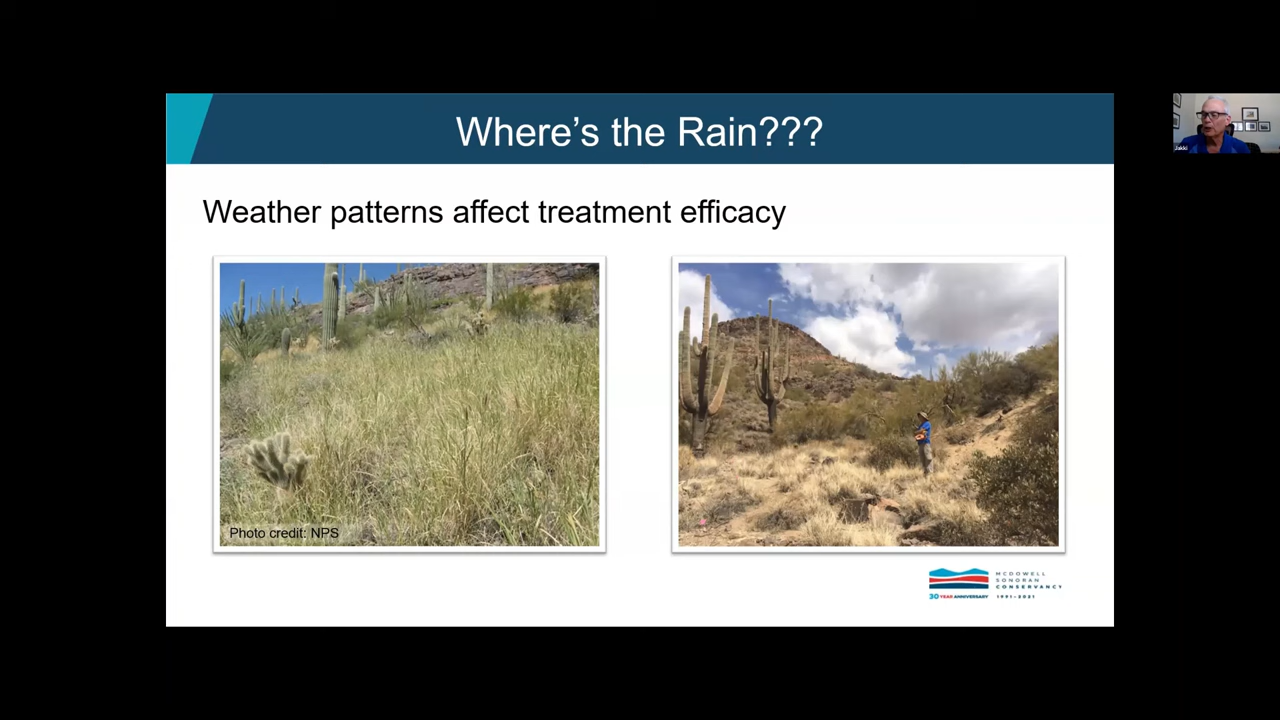 Where's the Rain???
Weather patterns affect treatment efficacy
Photo credit: NPS
MCDOWELL
SONORAN
CONSERVANCY
30 YEAR ANNIVERSARY 1991-2021
Jakki